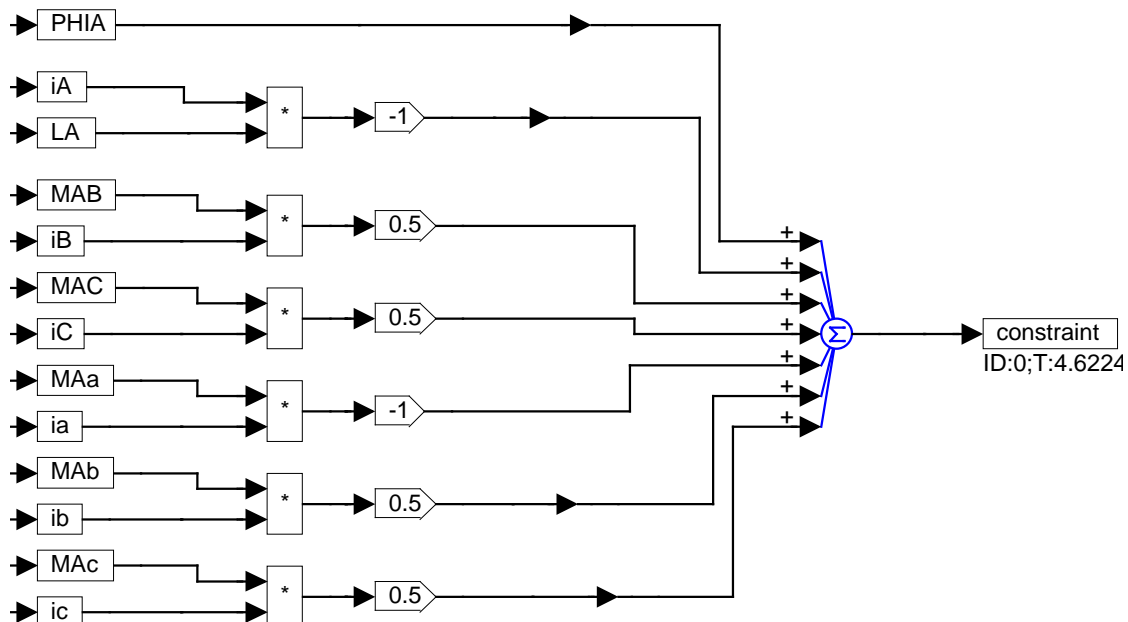 PHIA
+
iA
*
-1
LA
MAB
*
0.5
iB
+
+
MAC
*
0.5
iC
+
+
Σ
constraint
ID:0;T:4.6224
MAa
*
-1
ia
+
+
+
MAb
*
0.5
ib
MAc
*
0.5
ic